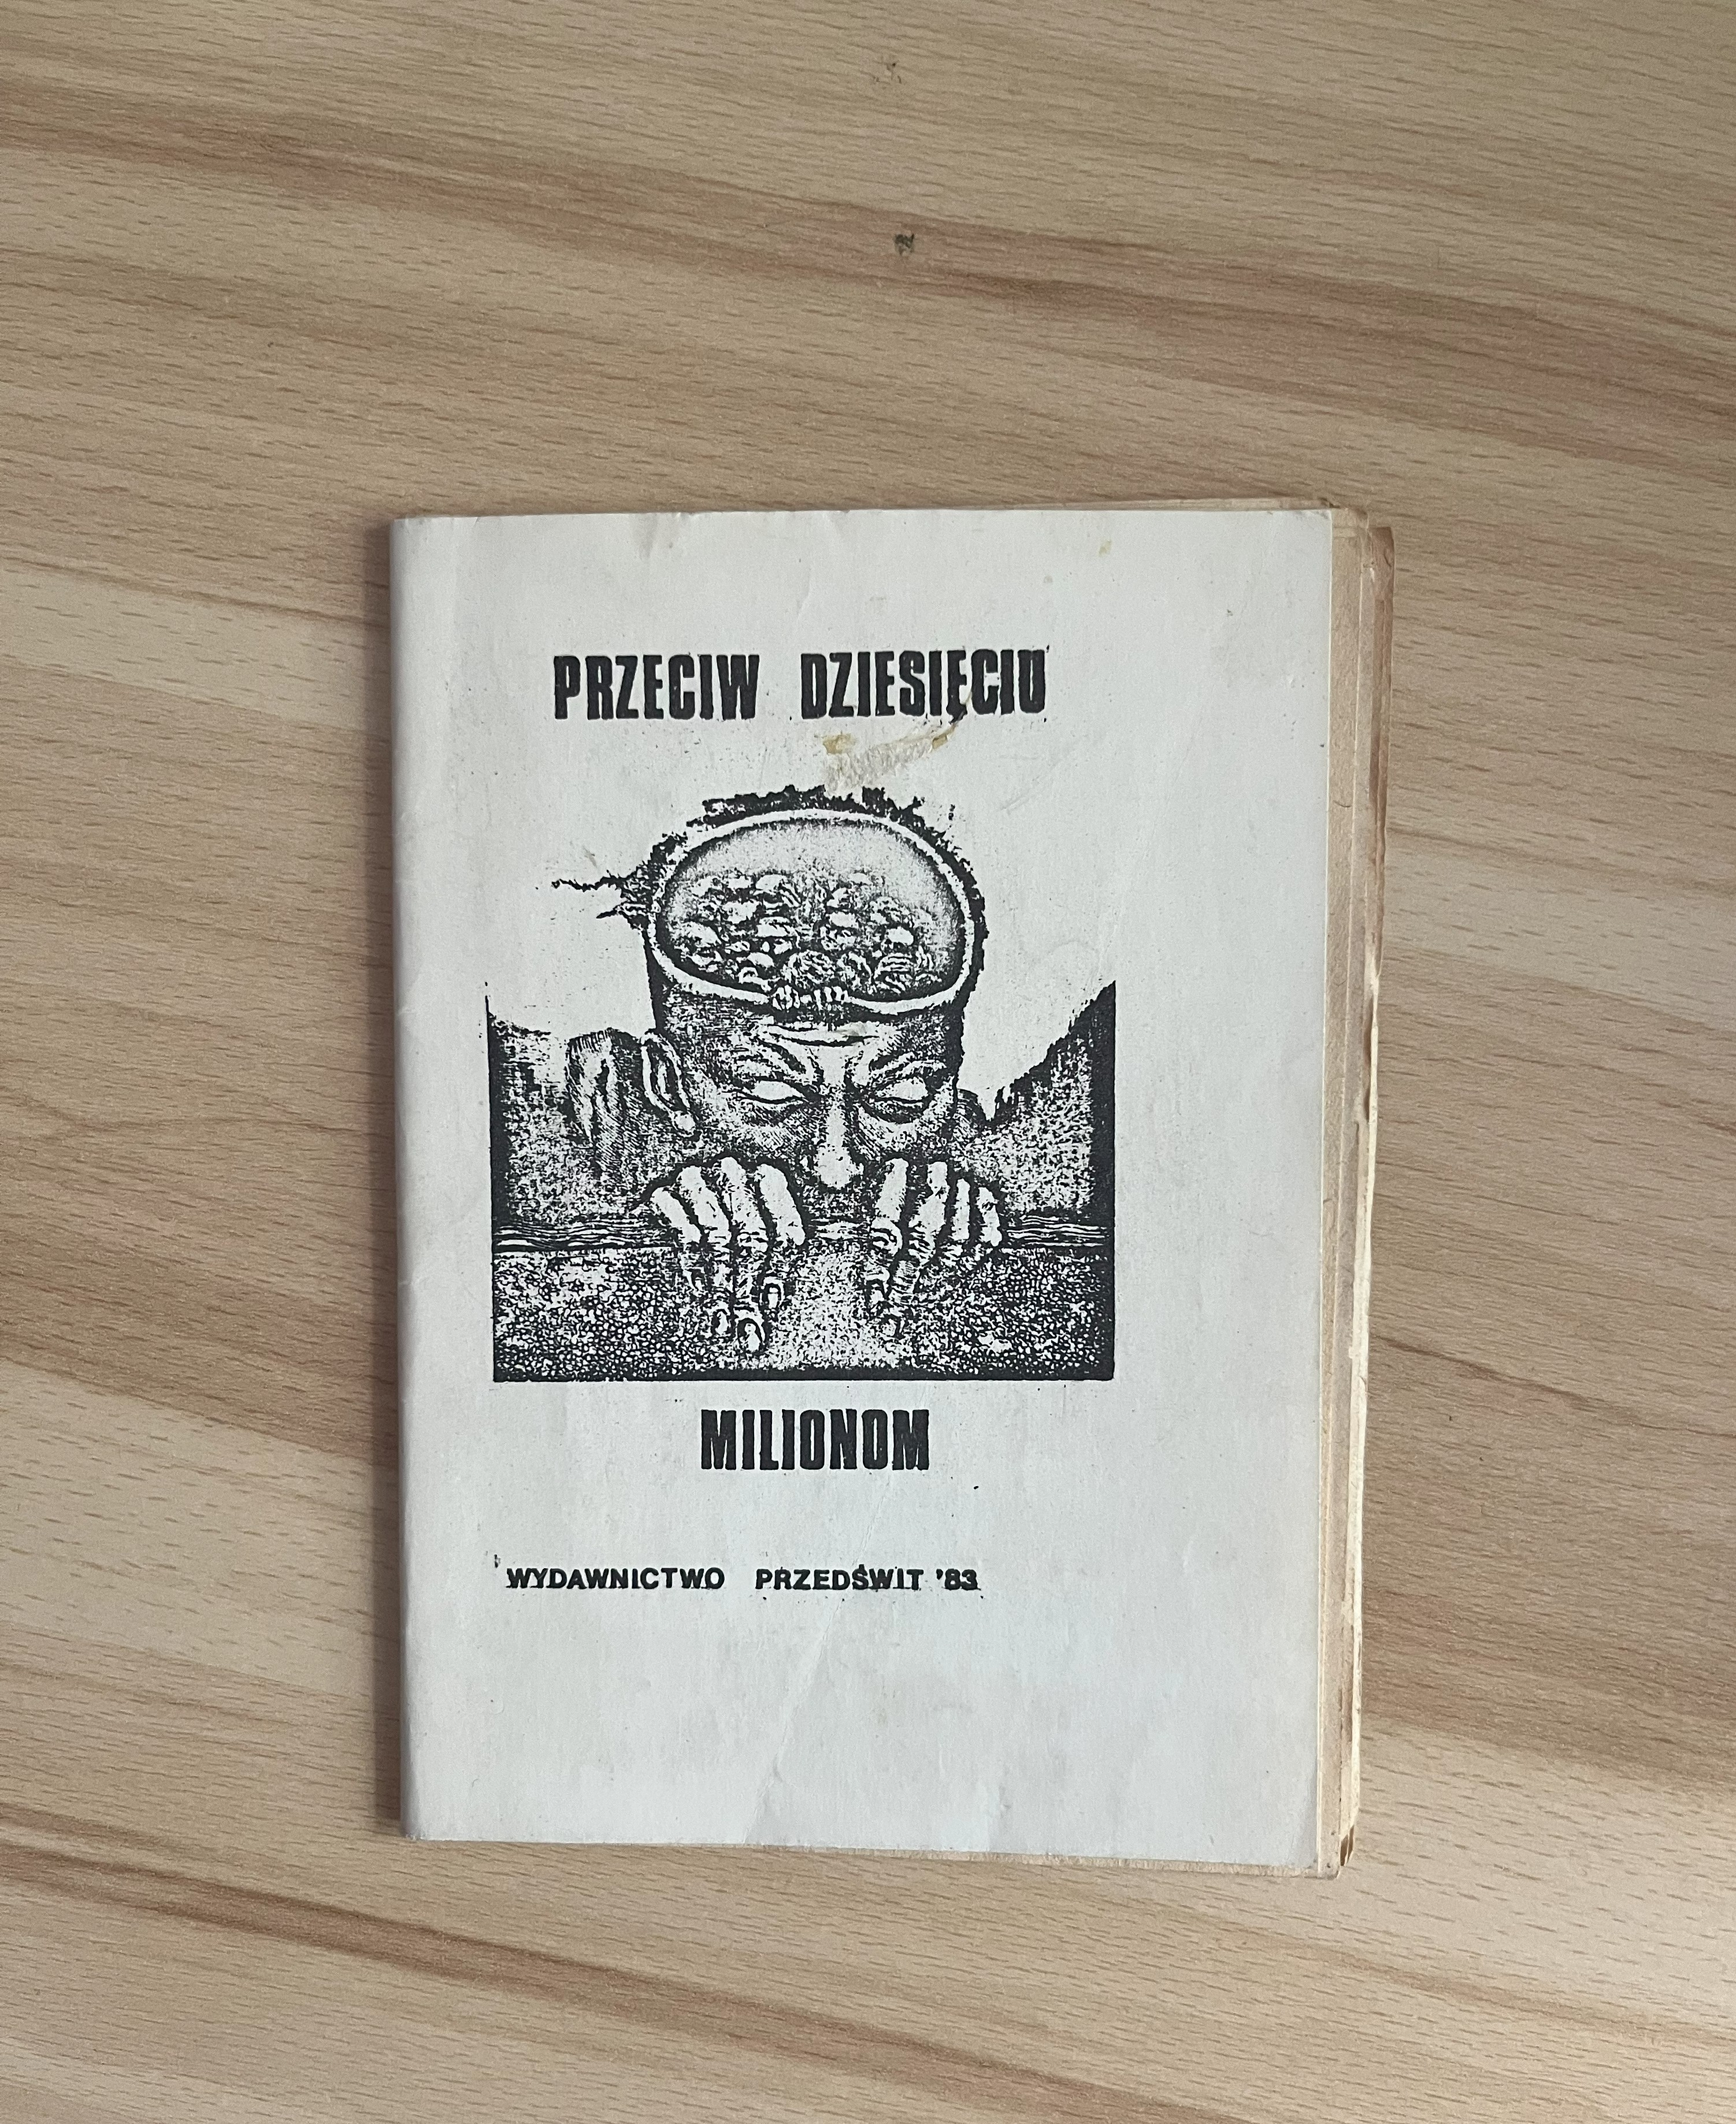 PRZECIW DZIESIĘCIU
MILIONOM
WYDAWNICTWO PRZEDŚWIT '83